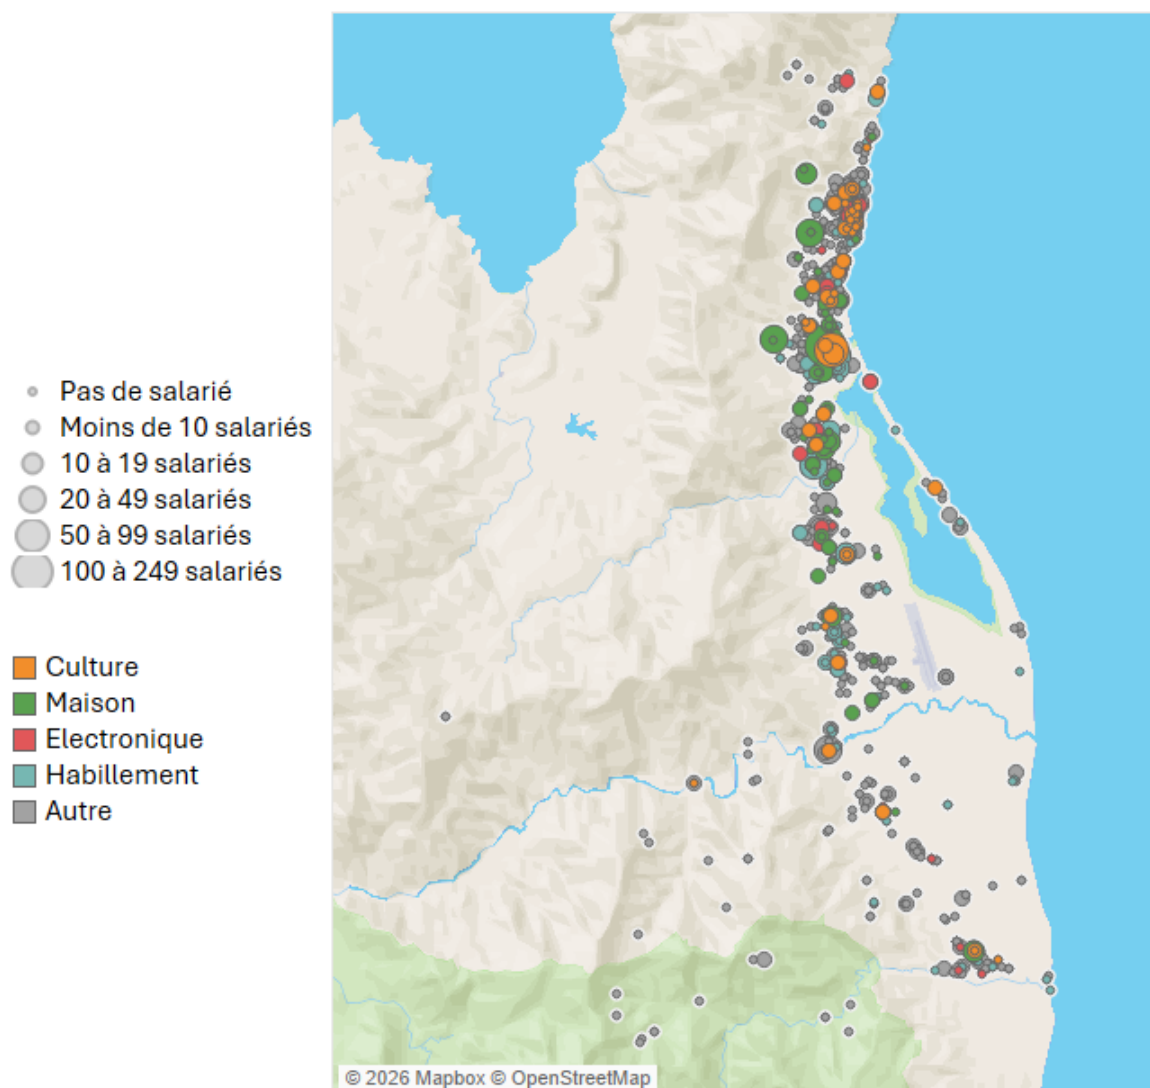 Pas de salarié
Moins de 10 salariés
10 à 19 salariés
20 à 49 salariés
50 à 99 salariés
100 à 249 salariés
Culture
Maison
Electronique
Habillement
Autre
© 2026 Mapbox © OpenStreetMap